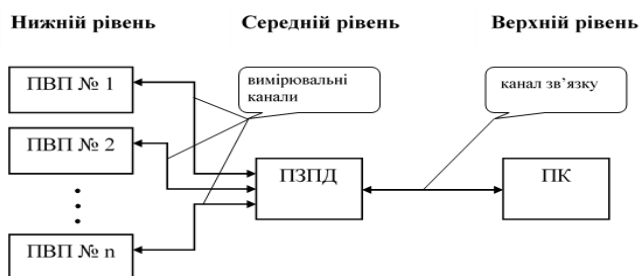 Нижній рівень
Середній рівень
Верхній рівень
ПВП № 1
вимірювальні
канали
канал зв’язку
ПВП № 2
ПЗПД
ПК
ПВП № n